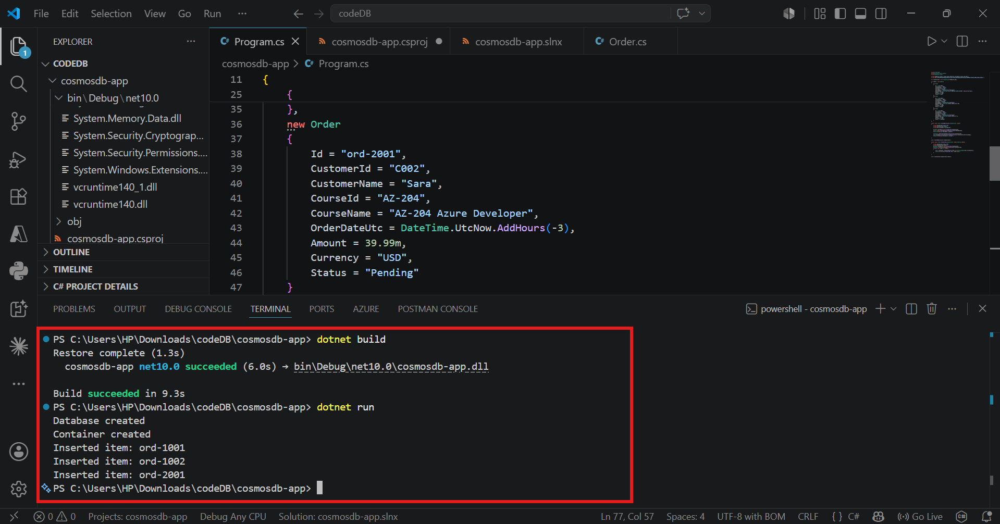 File Edit Selection View Go Run ···
codeDB
EXPLORER ···
1
CODEDB
cosmosdb-app
bin\Debug\net10.0
System.Memory.Data.dll
System.Security.Cryptograp...
System.Security.Permissions....
System.Windows.Extensions....
vcruntime140_1.dll
vcruntime140.dll
obj
cosmosdb-app.csproj
OUTLINE
TIMELINE
C# PROJECT DETAILS
Program.cs
cosmosdb-app.csproj
cosmosdb-app.slnx
Order.cs
cosmosdb-app > Program.cs
11 {
25 {
35 },
36 new Order
37 {
38 Id = "ord-2001",
39 CustomerId = "C002",
40 CustomerName = "Sara",
41 CourseId = "AZ-204",
42 CourseName = "AZ-204 Azure Developer",
43 OrderDateUtc = DateTime.UtcNow.AddHours(-3),
44 Amount = 39.99m,
45 Currency = "USD",
46 Status = "Pending"
47 }
PROBLEMS OUTPUT DEBUG CONSOLE TERMINAL PORTS AZURE POSTMAN CONSOLE
powershell - cosmosdb-app
PS C:\Users\HP\Downloads\codeDB\cosmosdb-app> dotnet build
Restore complete (1.3s)
cosmosdb-app net10.0 succeeded (6.0s) → bin\Debug\net10.0\cosmosdb-app.dll
Build succeeded in 9.3s
PS C:\Users\HP\Downloads\codeDB\cosmosdb-app> dotnet run
Database created
Container created
Inserted item: ord-1001
Inserted item: ord-1002
Inserted item: ord-2001
PS C:\Users\HP\Downloads\codeDB\cosmosdb-app>
0 0 Projects: cosmosdb-app Debug Any CPU Solution: cosmosdb-app.slnx Ln 77, Col 57 Spaces: 4 UTF-8 with BOM CRLF { } C# Go Live